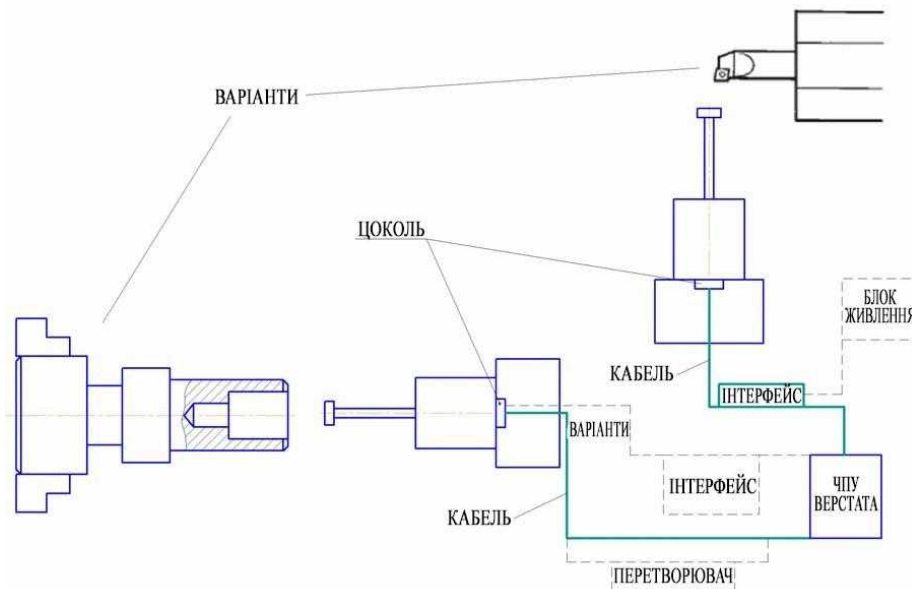 ВАРІАНТИ
ЦОКОЛЬ
БЛОК
ЖИВЛЕННЯ
КАБЕЛЬ
ІНТЕРФЕЙС
ВАРІАНТИ
ІНТЕРФЕЙС
ЧПУ
ВЕРСТАТА
КАБЕЛЬ
ПЕРЕТВОРЮВАЧ